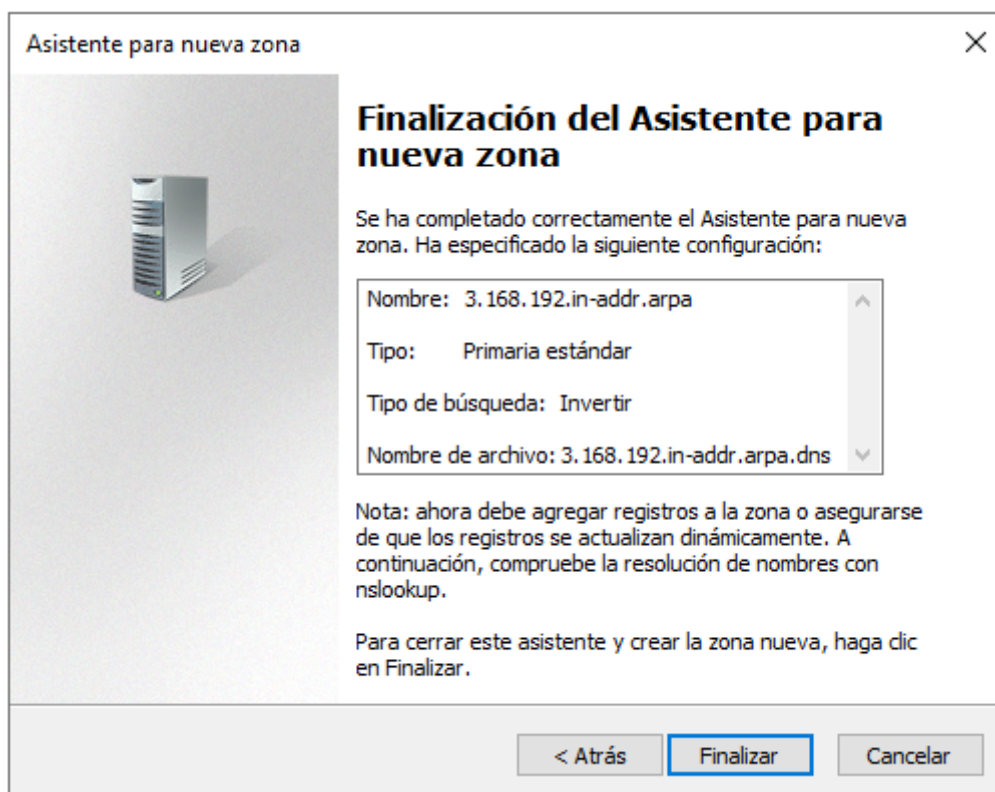 Asistente para nueva zona
Finalización del Asistente para
nueva zona
Se ha completado correctamente el Asistente para nueva
zona. Ha especificado la siguiente configuración:
Nombre: 3.168.192.in-addr.arpa
Tipo: Primaria estándar
Tipo de búsqueda: Invertir
Nombre de archivo: 3.168.192.in-addr.arpa.dns
Nota: ahora debe agregar registros a la zona o asegurarse
de que los registros se actualizan dinámicamente. A
continuación, compruebe la resolución de nombres con
nslookup.
Para cerrar este asistente y crear la zona nueva, haga clic
en Finalizar.
< Atrás Finalizar Cancelar